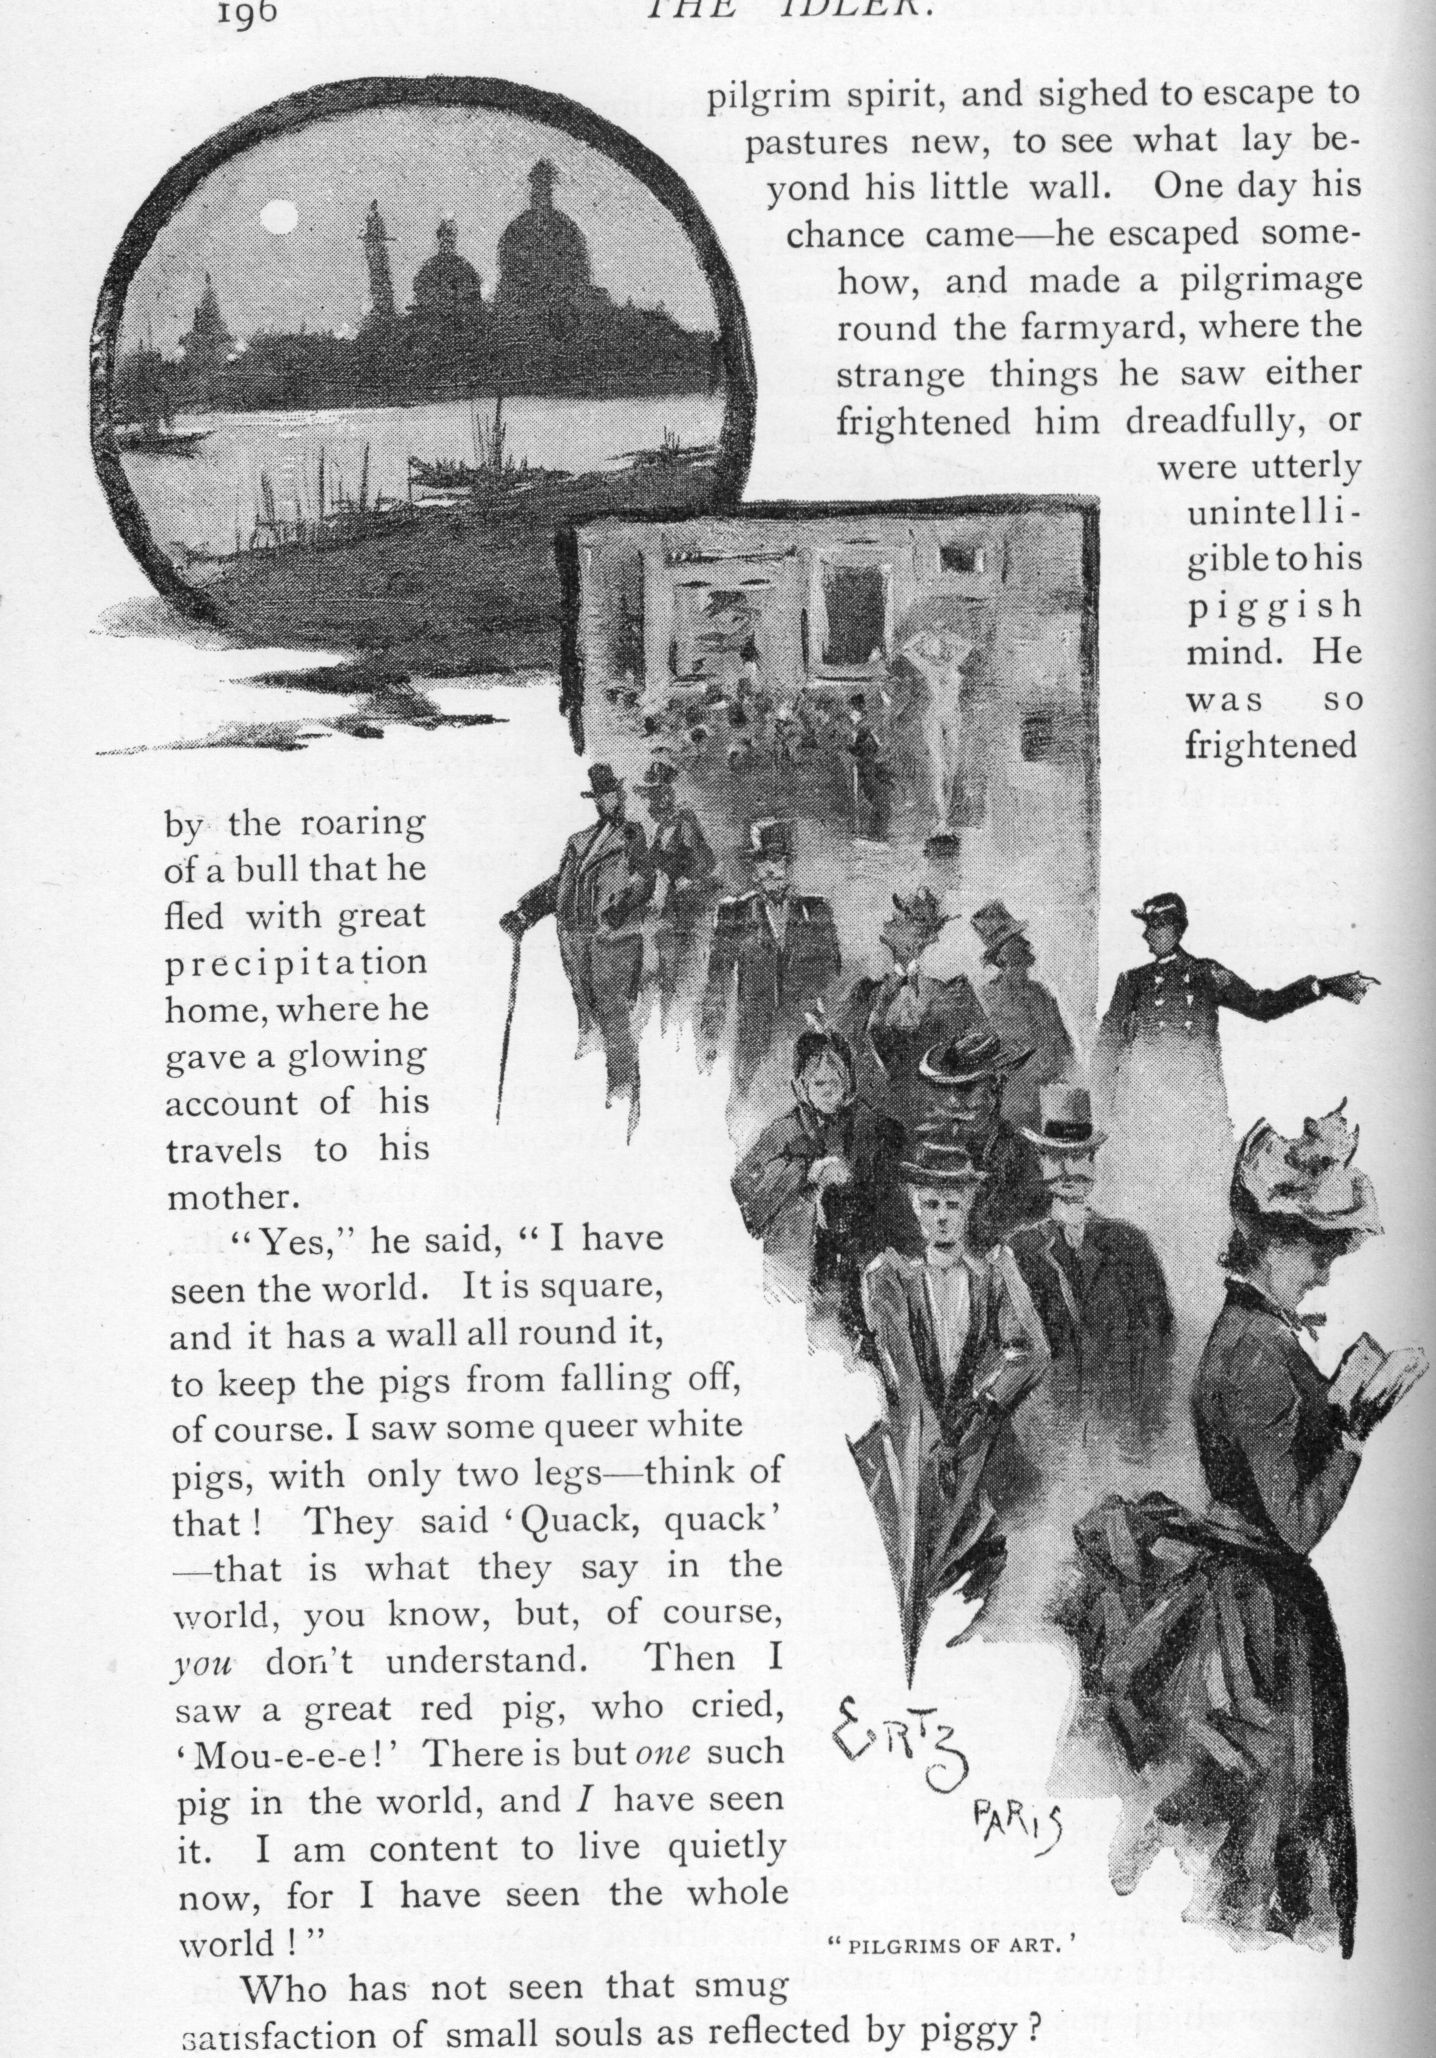 196
THE IDLER.
pilgrim spirit, and sighed to escape to
pastures new, to see what lay be-
yond his little wall. One day his
chance came—he escaped some-
how, and made a pilgrimage
round the farmyard, where the
strange things he saw either
frightened him dreadfully, or
were utterly
unintelli-
gible to his
piggish
mind. He
was so
frightened
by the roaring
of a bull that he
fled with great
precipitation
home, where he
gave a glowing
account of his
travels to his
mother.
“Yes,” he said, “I have
seen the world. It is square,
and it has a wall all round it,
to keep the pigs from falling off,
of course. I saw some queer white
pigs, with only two legs—think of
that! They said ‘Quack, quack’
—that is what they say in the
world, you know, but, of course,
you don’t understand. Then I
saw a great red pig, who cried,
‘Mou-e-e-e!’ There is but one such
pig in the world, and I have seen
it. I am content to live quietly
now, for I have seen the whole
world!”
Who has not seen that smug
satisfaction of small souls as reflected by piggy?
ERTZ
PARIS
“PILGRIMS OF ART.’